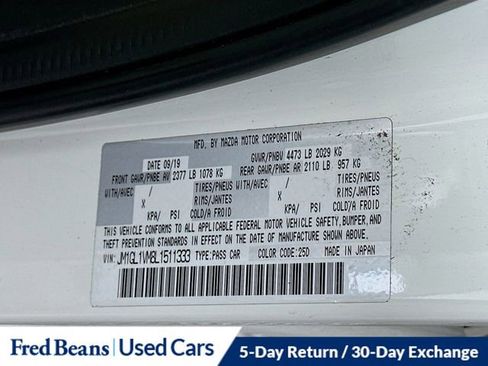 MFD. BY MAZDA MOTOR CORPORATION
DATE 09/19 GVWR/PNBV 4473 LB 2029 KG
FRONT GAWR/PNBE AV 2377 LB 1078 KG REAR GAWR/PNBE AR 2110 LB 957 KG
WITH/AVEC / TIRES/PNEUS WITH/AVEC / TIRES/PNEUS
X RIMS/JANTES X RIMS/JANTES
KPA/ PSI COLD/A FROID KPA/ PSI COLD/A FROID
THIS VEHICLE CONFORMS TO ALL APPLICABLE FEDERAL MOTOR VEHICLE SAFETY, BUMPER, AND
THEFT PREVENTION STANDARDS IN EFFECT ON THE DATE OF MANUFACTURE SHOWN ABOVE.
VIN: JM1GL1VM8L1511333 TYPE:PASS CAR COLOR CODE:25D MADE IN JAPAN
Fred Beans | Used Cars 5-Day Return / 30-Day Exchange